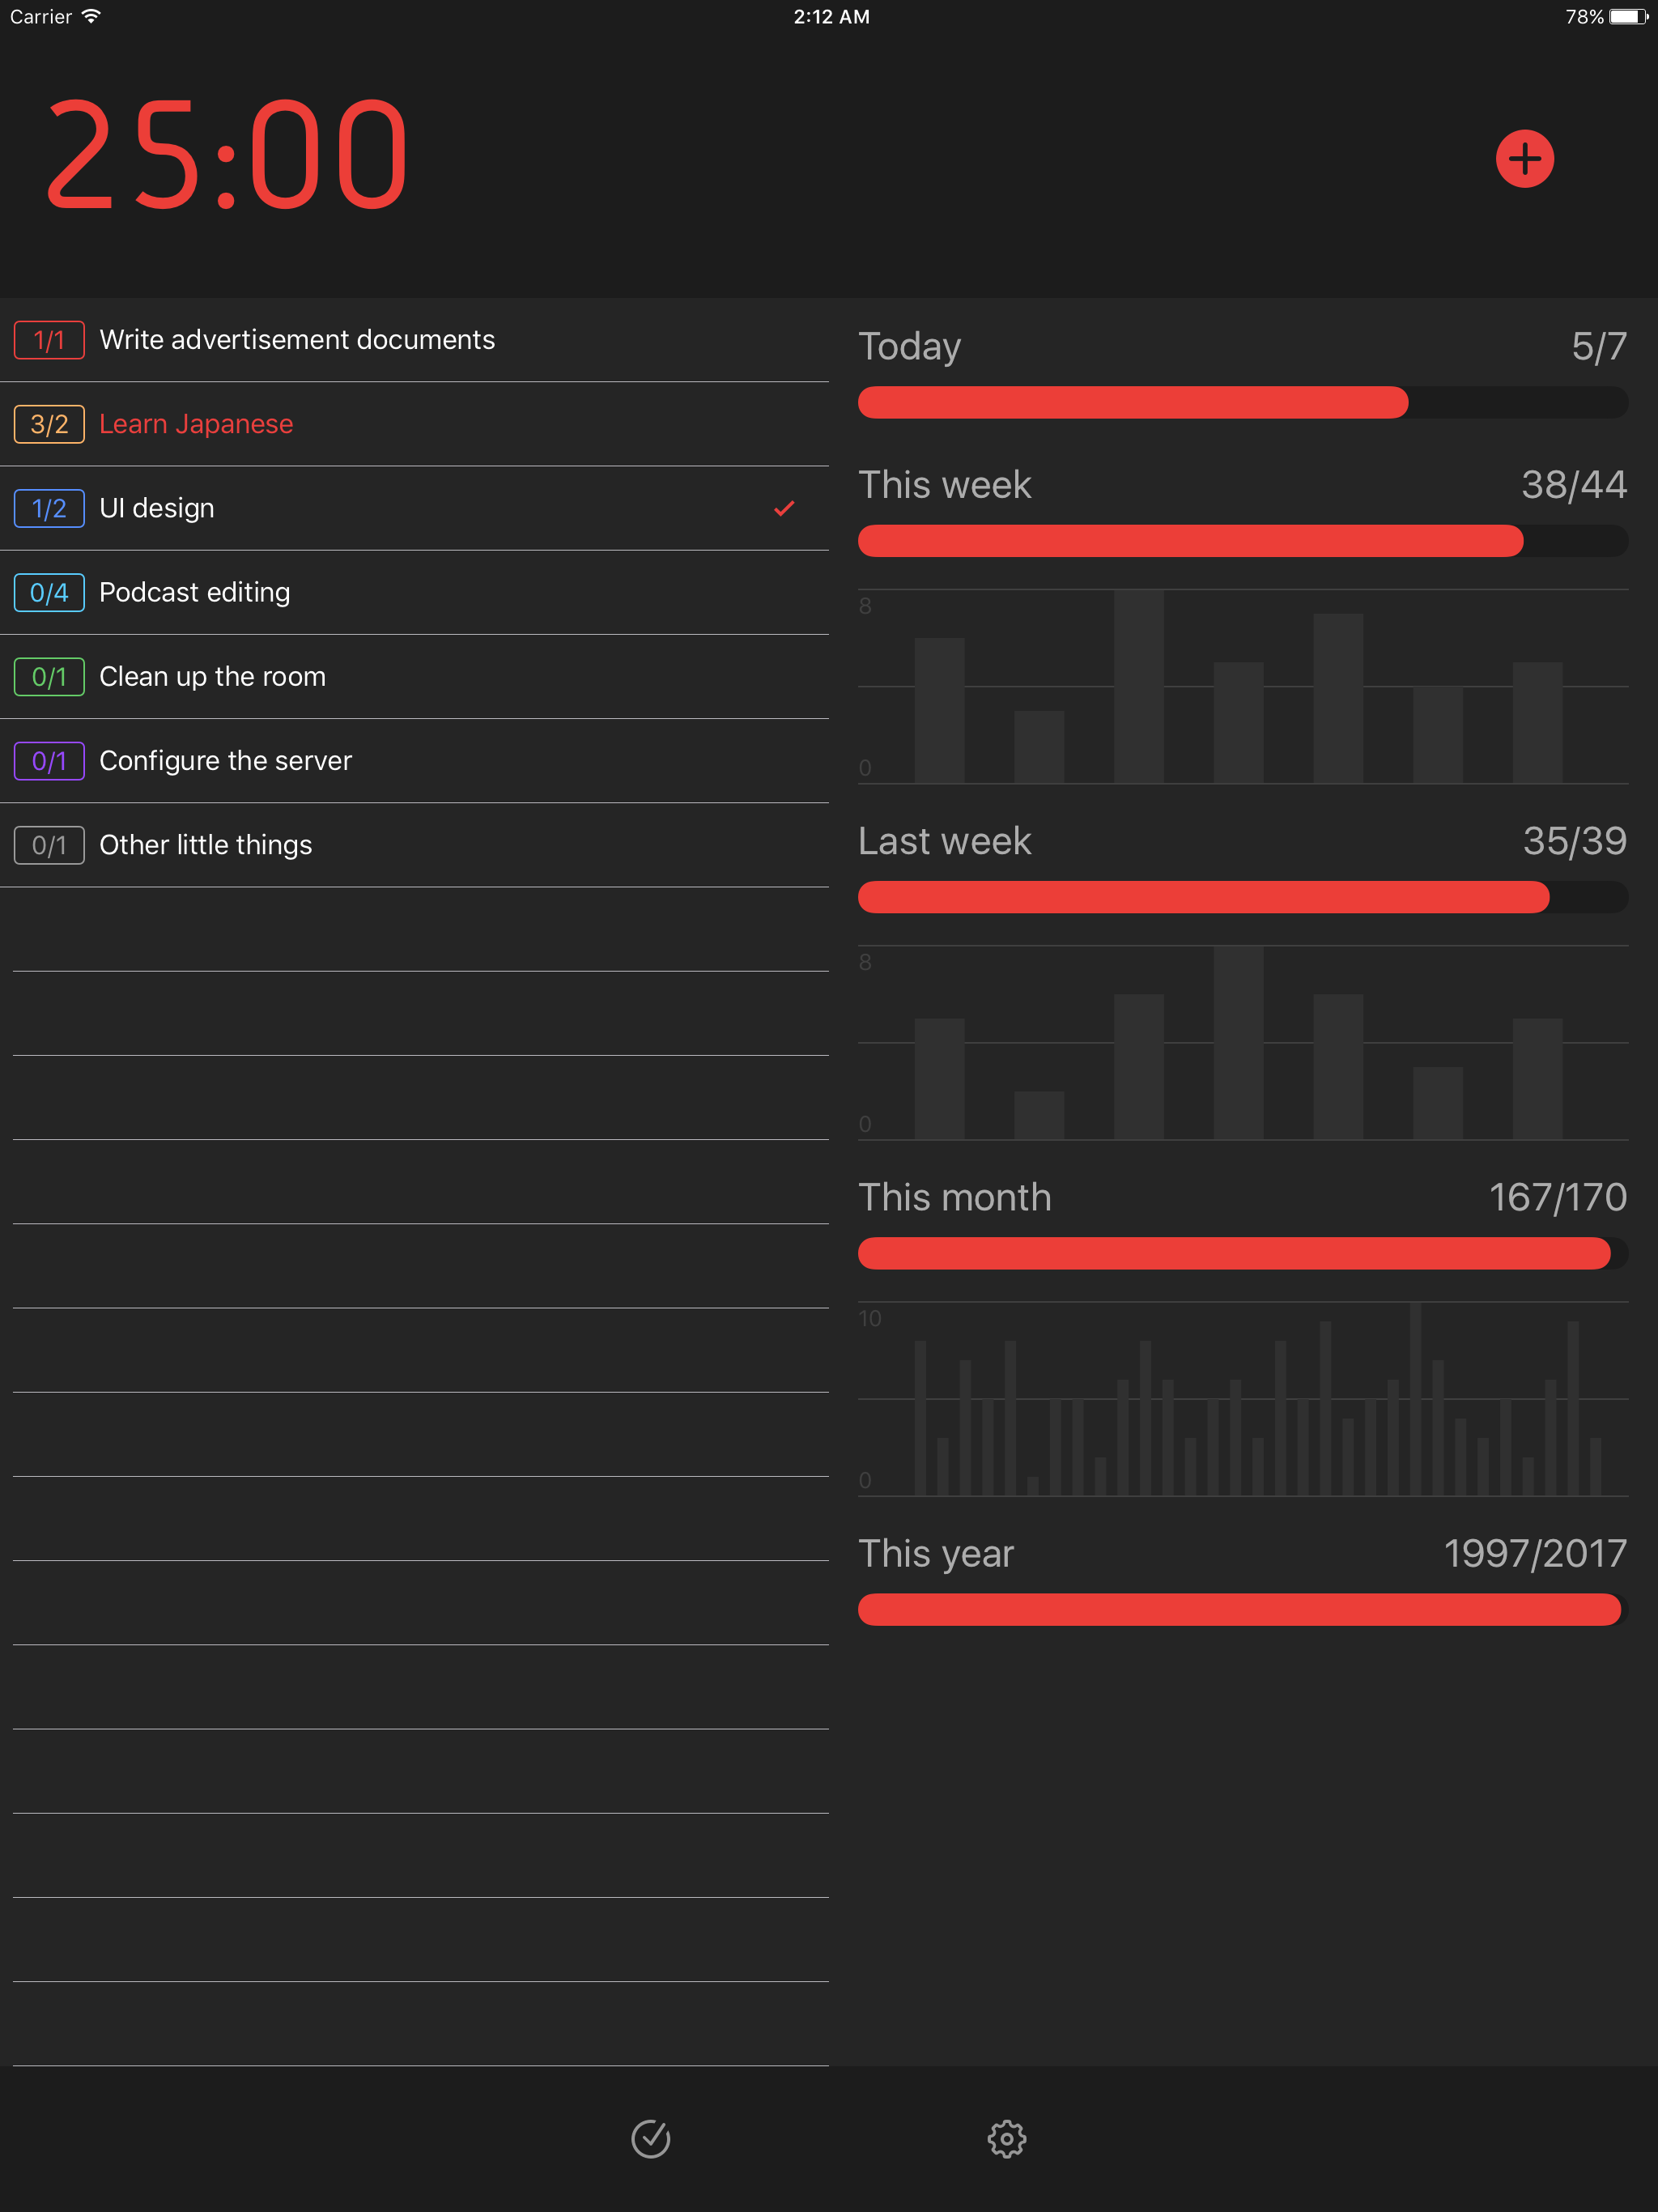 Carrier 2:12 AM 78%
25:00
1/1 Write advertisement documents
3/2 Learn Japanese
1/2 UI design
0/4 Podcast editing
0/1 Clean up the room
0/1 Configure the server
0/1 Other little things
Today 5/7
This week 38/44
8
0
Last week 35/39
8
0
This month 167/170
10
0
This year 1997/2017